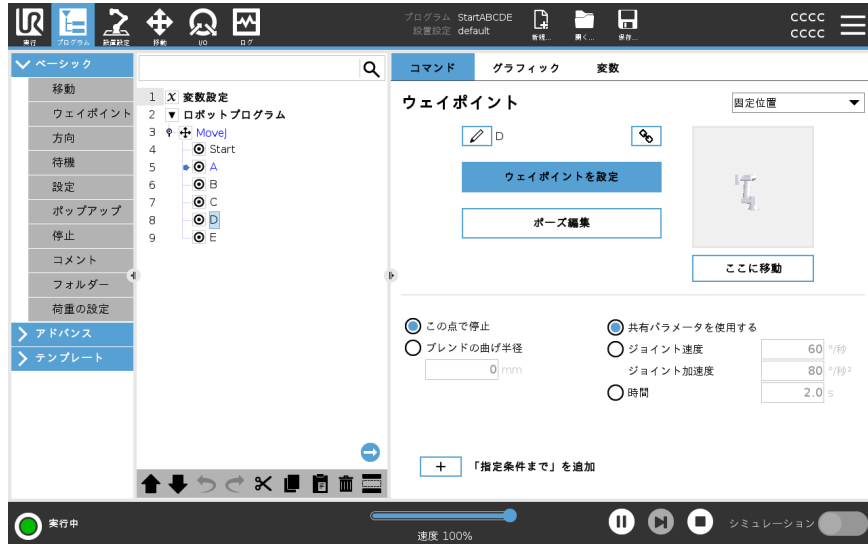 プログラム StartABCDE
設置設定 default
CCCC
CCCC
実行 プログラム 設置設定 移動 I/O ログ 新規... 開く... 保存...
ベーシック
移動
ウェイポイント
方向
待機
設定
ポップアップ
停止
コメント
フォルダー
荷重の設定
アドバンス
テンプレート
1 X 変数設定
2 ▼ ロボットプログラム
3 MoveJ
4 Start
5 A
6 B
7 C
8 D
9 E
コマンド グラフィック 変数
ウェイポイント 固定位置
D
ウェイポイントを設定
ポーズ編集
ここに移動
この点で停止
ブレンドの曲げ半径
0 mm
共有パラメータを使用する
ジョイント速度 60 °/秒
ジョイント加速度 80 °/秒²
時間 2.0 s
+ 「指定条件まで」を追加
実行中
速度 100%
シミュレーション